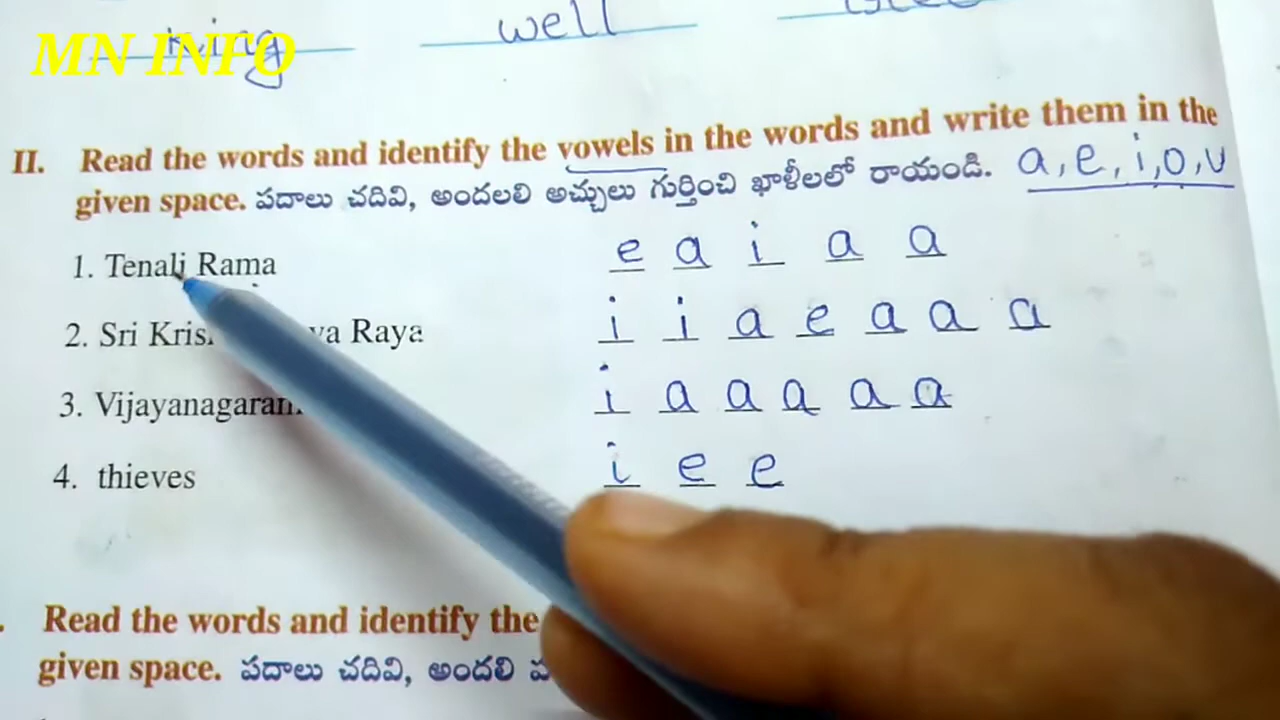 king well
MN INFO
II. Read the words and identify the vowels in the words and write them in the
given space. పదాలు చదివి, అందలలి అచ్చులు గుర్తించి ఖాళీలలో రాయండి. a, e, i, o, u
1. Tenali Rama e a i a a
2. Sri Kris va Raya i i a e a a a
3. Vijayanagaram i a a a a a
4. thieves i e e
Read the words and identify the
given space. పదాలు చదివి, అందలి